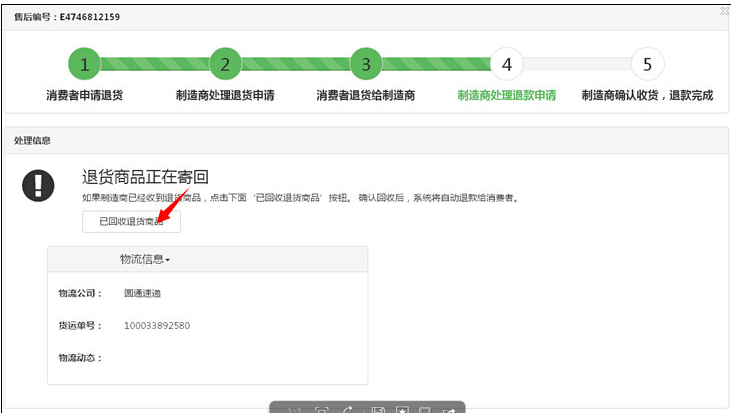 售后编号：E4746812159
1 2 3 4 5
消费者申请退货 制造商处理退货申请 消费者退货给制造商 制造商处理退款申请 制造商确认收货，退款完成
处理信息
退货商品正在寄回
如果制造商已经收到退货商品，点击下面‘已回收退货商品’按钮。 确认回收后，系统将自动退款给消费者。
已回收退货商品
物流信息
物流公司： 圆通速递
货运单号： 100033892580
物流动态：
1:1